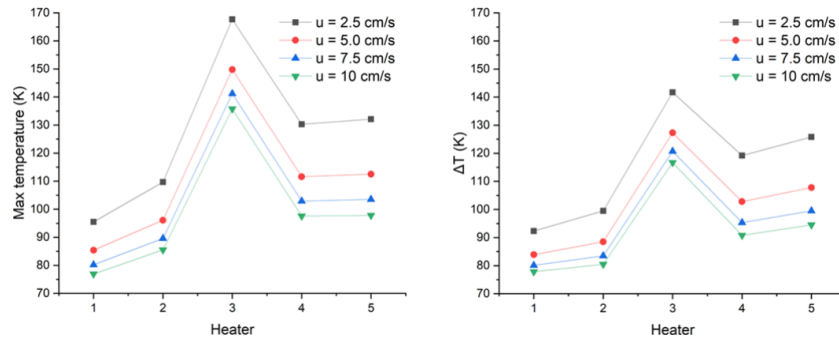 170
160
150
140
130
120
110
100
90
80
70
Max temperature (K)
1 2 3 4 5
Heater
u = 2.5 cm/s
u = 5.0 cm/s
u = 7.5 cm/s
u = 10 cm/s
170
160
150
140
130
120
110
100
90
80
70
ΔT (K)
1 2 3 4 5
Heater
u = 2.5 cm/s
u = 5.0 cm/s
u = 7.5 cm/s
u = 10 cm/s